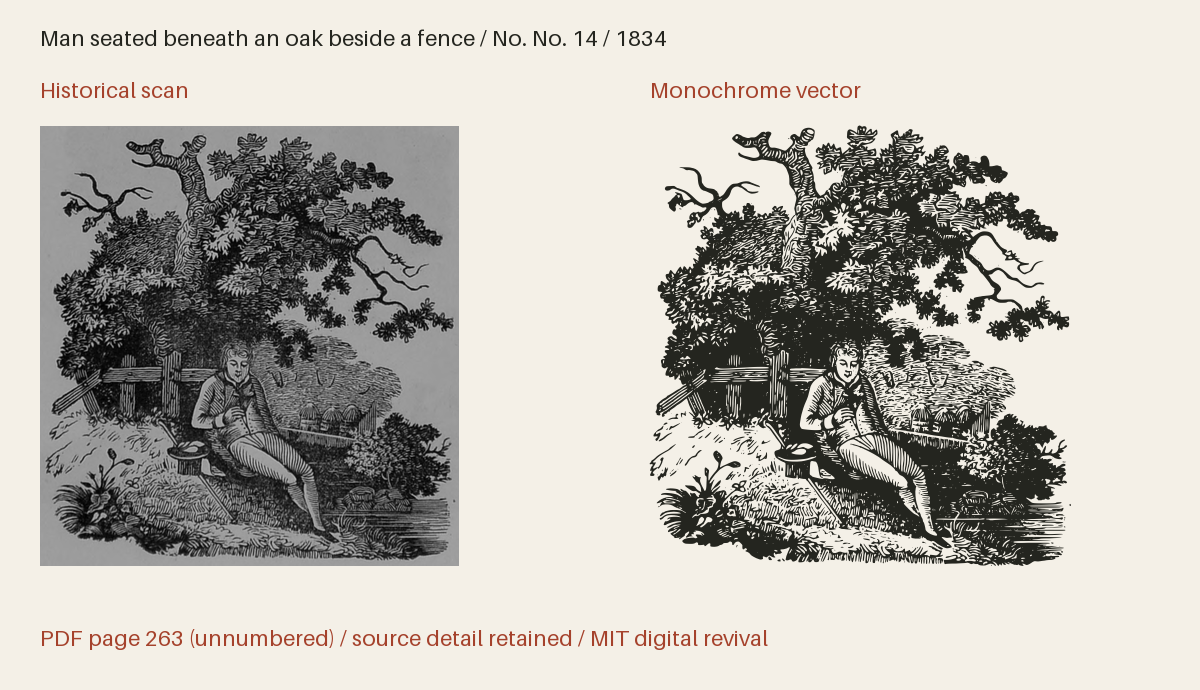 Man seated beneath an oak beside a fence / No. No. 14 / 1834
Historical scan
Monochrome vector
PDF page 263 (unnumbered) / source detail retained / MIT digital revival